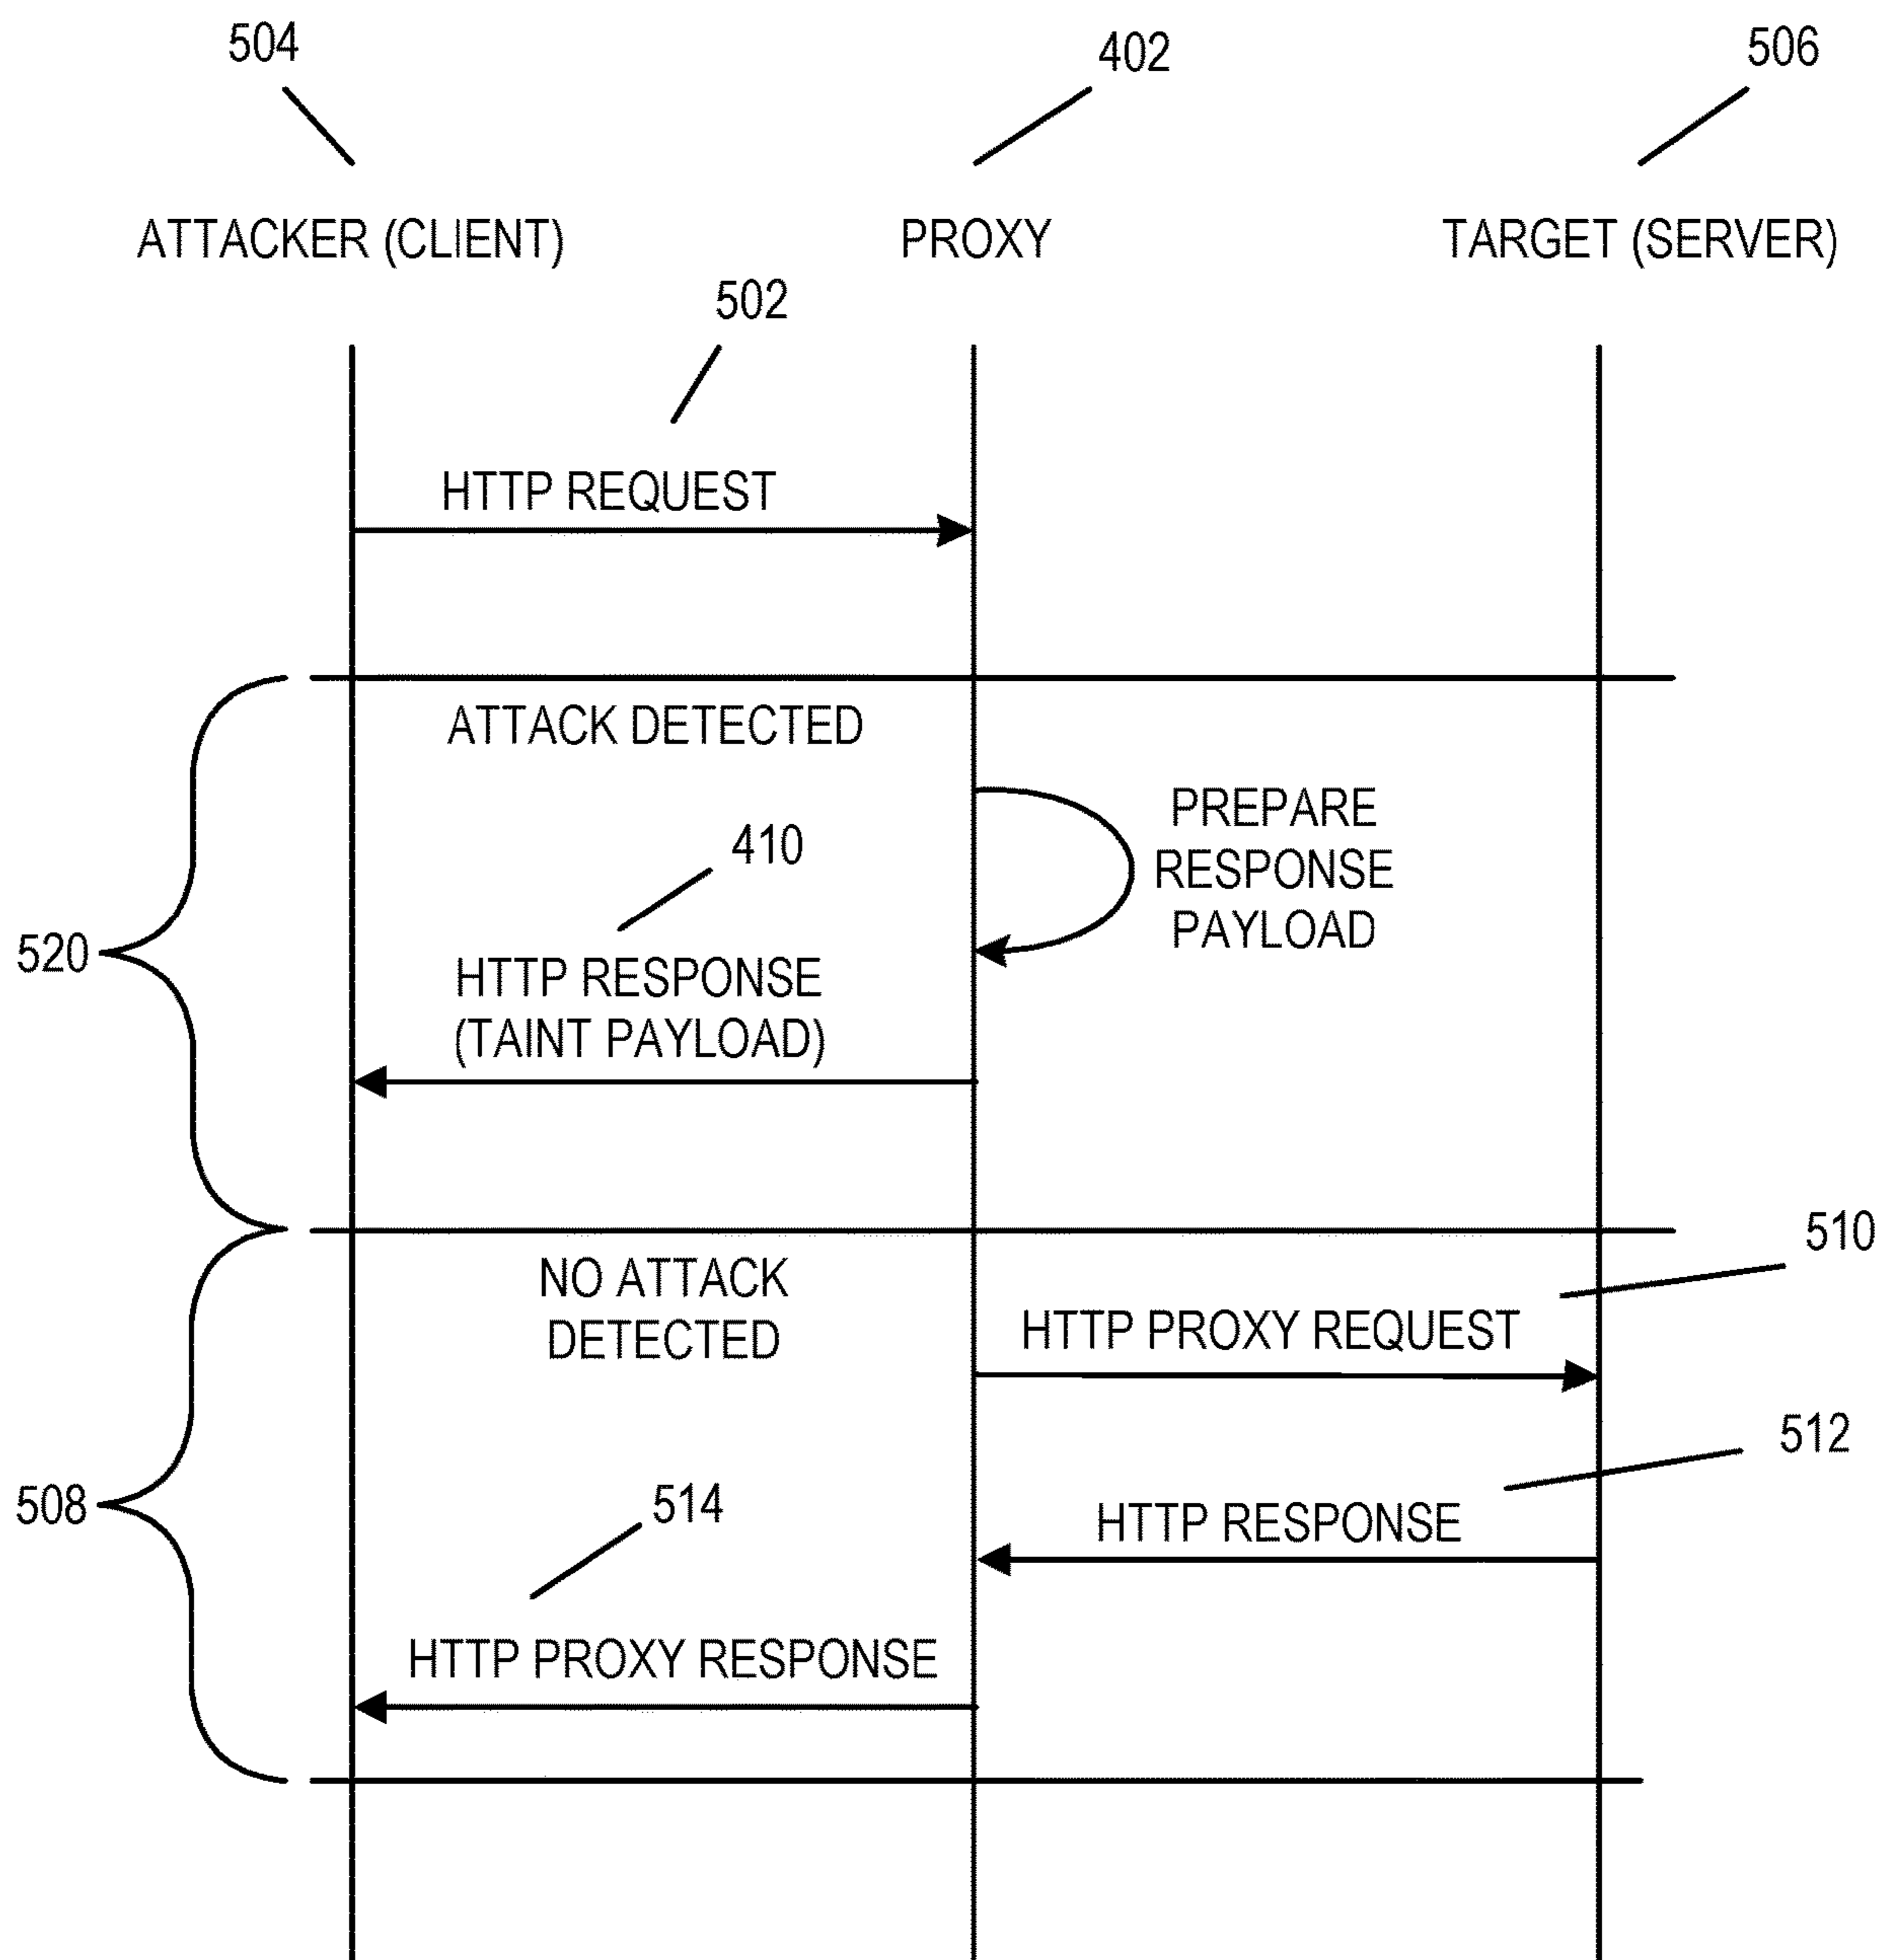 504
402
506
ATTACKER (CLIENT)
PROXY
TARGET (SERVER)
502
HTTP REQUEST
ATTACK DETECTED
PREPARE
RESPONSE
PAYLOAD
410
520
HTTP RESPONSE
(TAINT PAYLOAD)
510
NO ATTACK
DETECTED
HTTP PROXY REQUEST
512
508
514
HTTP RESPONSE
HTTP PROXY RESPONSE